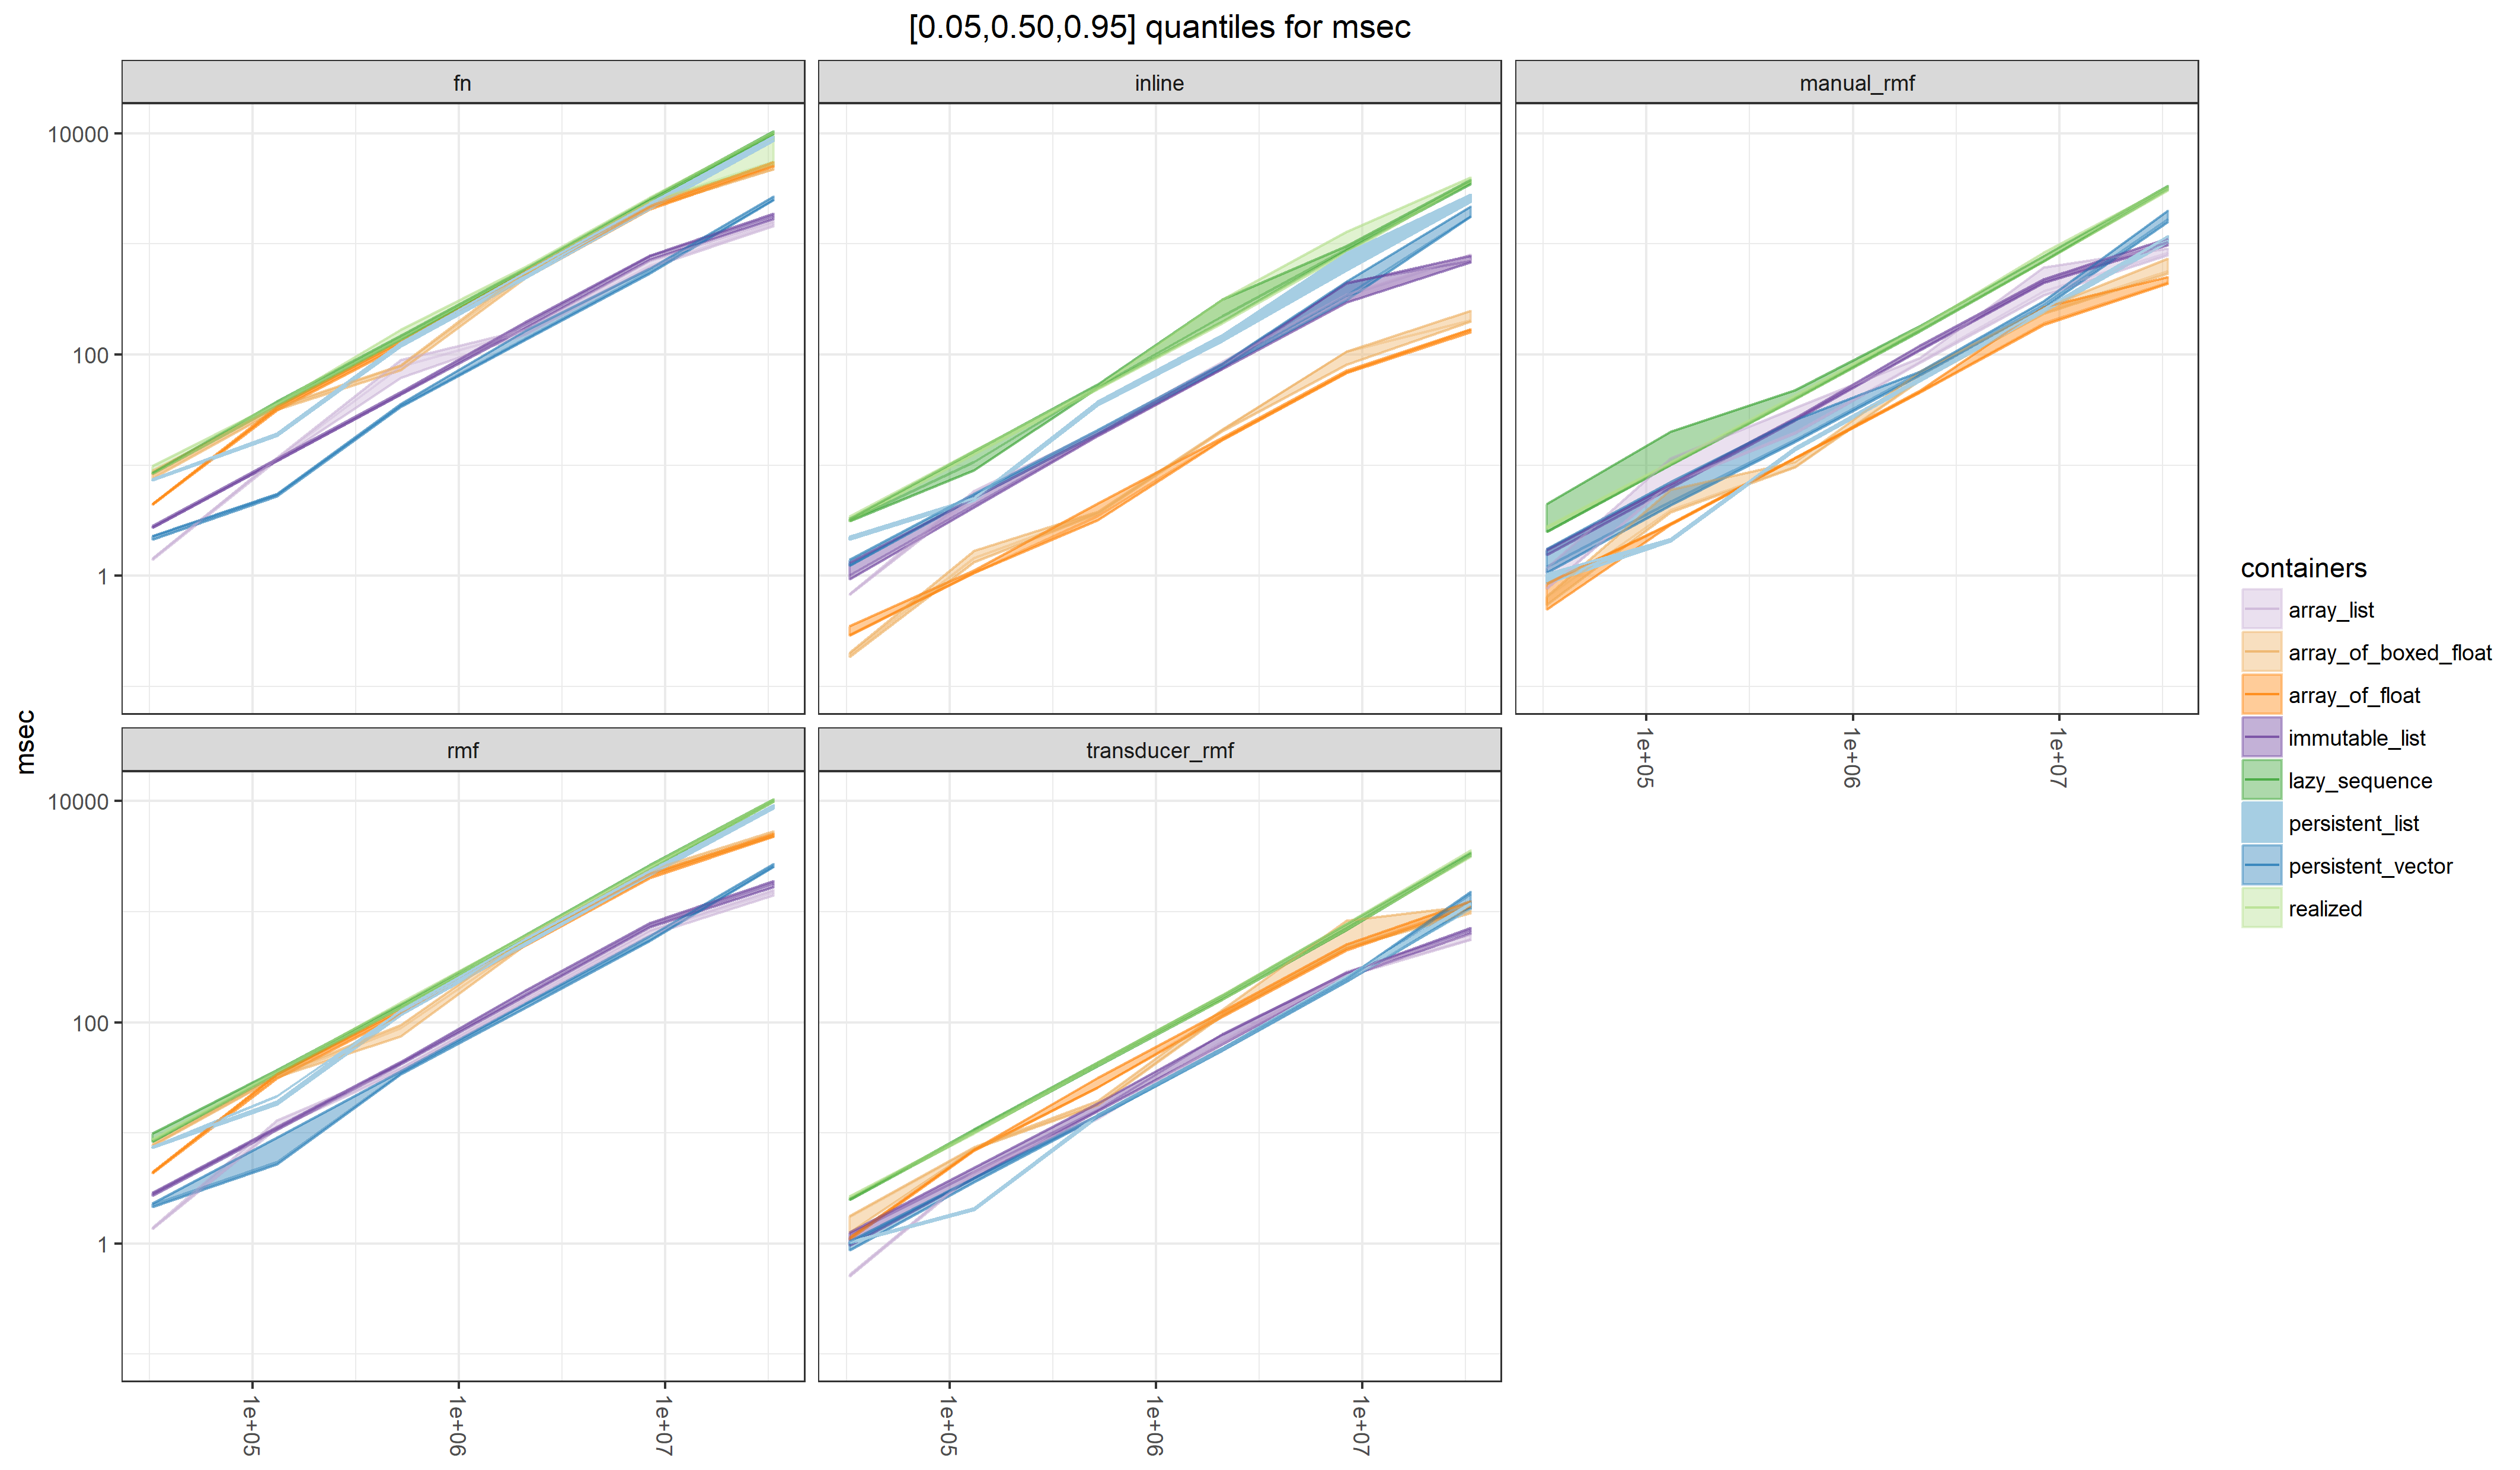 [0.05,0.50,0.95] quantiles for msec
fn
inline
manual_rmf
10000
100
1
1e+05
1e+06
1e+07
rmf
transducer_rmf
10000
100
1
1e+05
1e+06
1e+07
1e+05
1e+06
1e+07
msec
containers
array_list
array_of_boxed_float
array_of_float
immutable_list
lazy_sequence
persistent_list
persistent_vector
realized